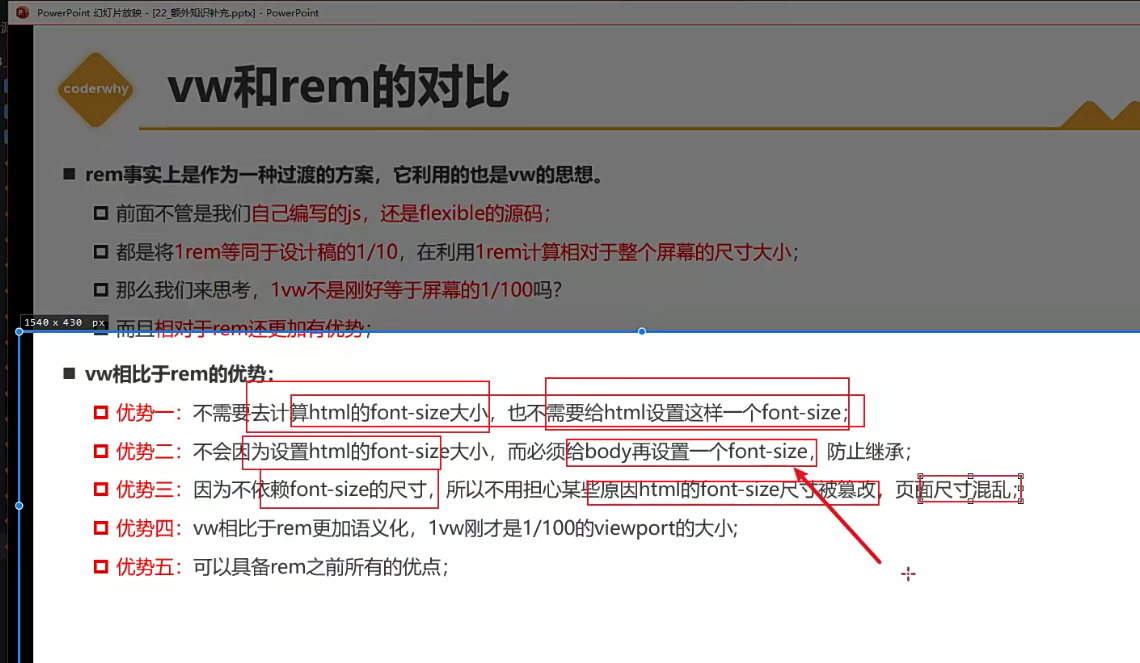 PowerPoint 幻灯片放映 - [22_额外知识补充.pptx] - PowerPoint
coderwhy
vw和rem的对比
rem事实上是作为一种过渡的方案，它利用的也是vw的思想。
前面不管是我们自己编写的js，还是flexible的源码；
都是将1rem等同于设计稿的1/10，在利用1rem计算相对于整个屏幕的尺寸大小；
那么我们来思考，1vw不是刚好等于屏幕的1/100吗？
1540 x 430 px
而且相对于rem还更加有优势；
vw相比于rem的优势：
优势一：不需要去计算html的font-size大小，也不需要给html设置这样一个font-size；
优势二：不会因为设置html的font-size大小，而必须给body再设置一个font-size，防止继承；
优势三：因为不依赖font-size的尺寸，所以不用担心某些原因html的font-size尺寸被篡改，页面尺寸混乱；
优势四：vw相比于rem更加语义化，1vw刚才是1/100的viewport的大小；
优势五：可以具备rem之前所有的优点；